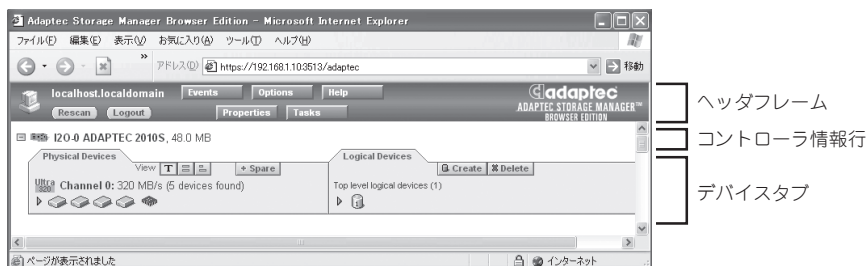 Adaptec Storage Manager Browser Edition - Microsoft Internet Explorer
ファイル(F) 編集(E) 表示(V) お気に入り(A) ツール(T) ヘルプ(H)
アドレス(D) https://192.168.1.10:3513/adaptec 移動
localhost.localdomain Events Options Help
adaptec
ADAPTEC STORAGE MANAGER™
BROWSER EDITION
Rescan Logout Properties Tasks
ヘッダフレーム
I2O-0 ADAPTEC 2010S, 48.0 MB
コントローラ情報行
Physical Devices
View T + Spare
Ultra 320 Channel 0: 320 MB/s (5 devices found)
Logical Devices
Create Delete
Top level logical devices (1)
デバイスタブ
ページが表示されました インターネット